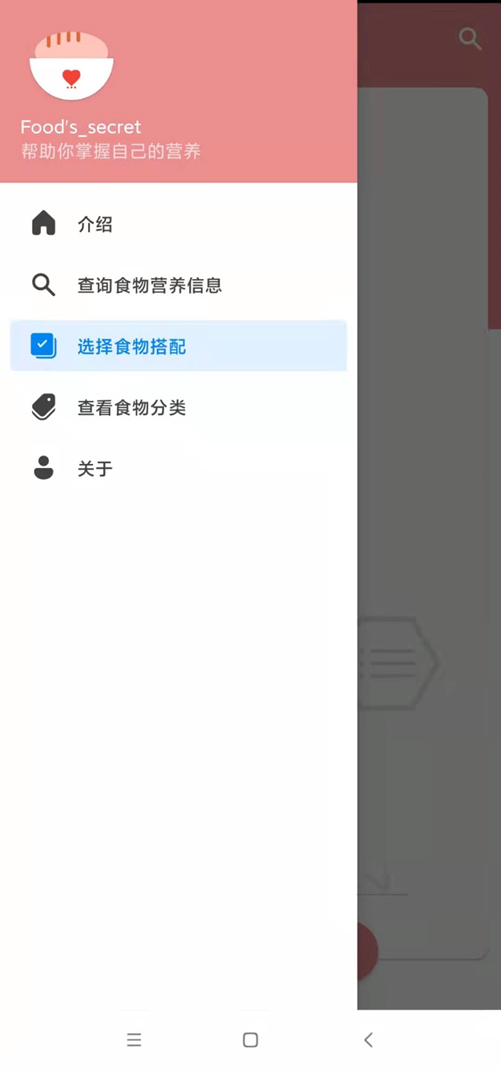 Food's_secret
帮助你掌握自己的营养
介绍
查询食物营养信息
选择食物搭配
查看食物分类
关于